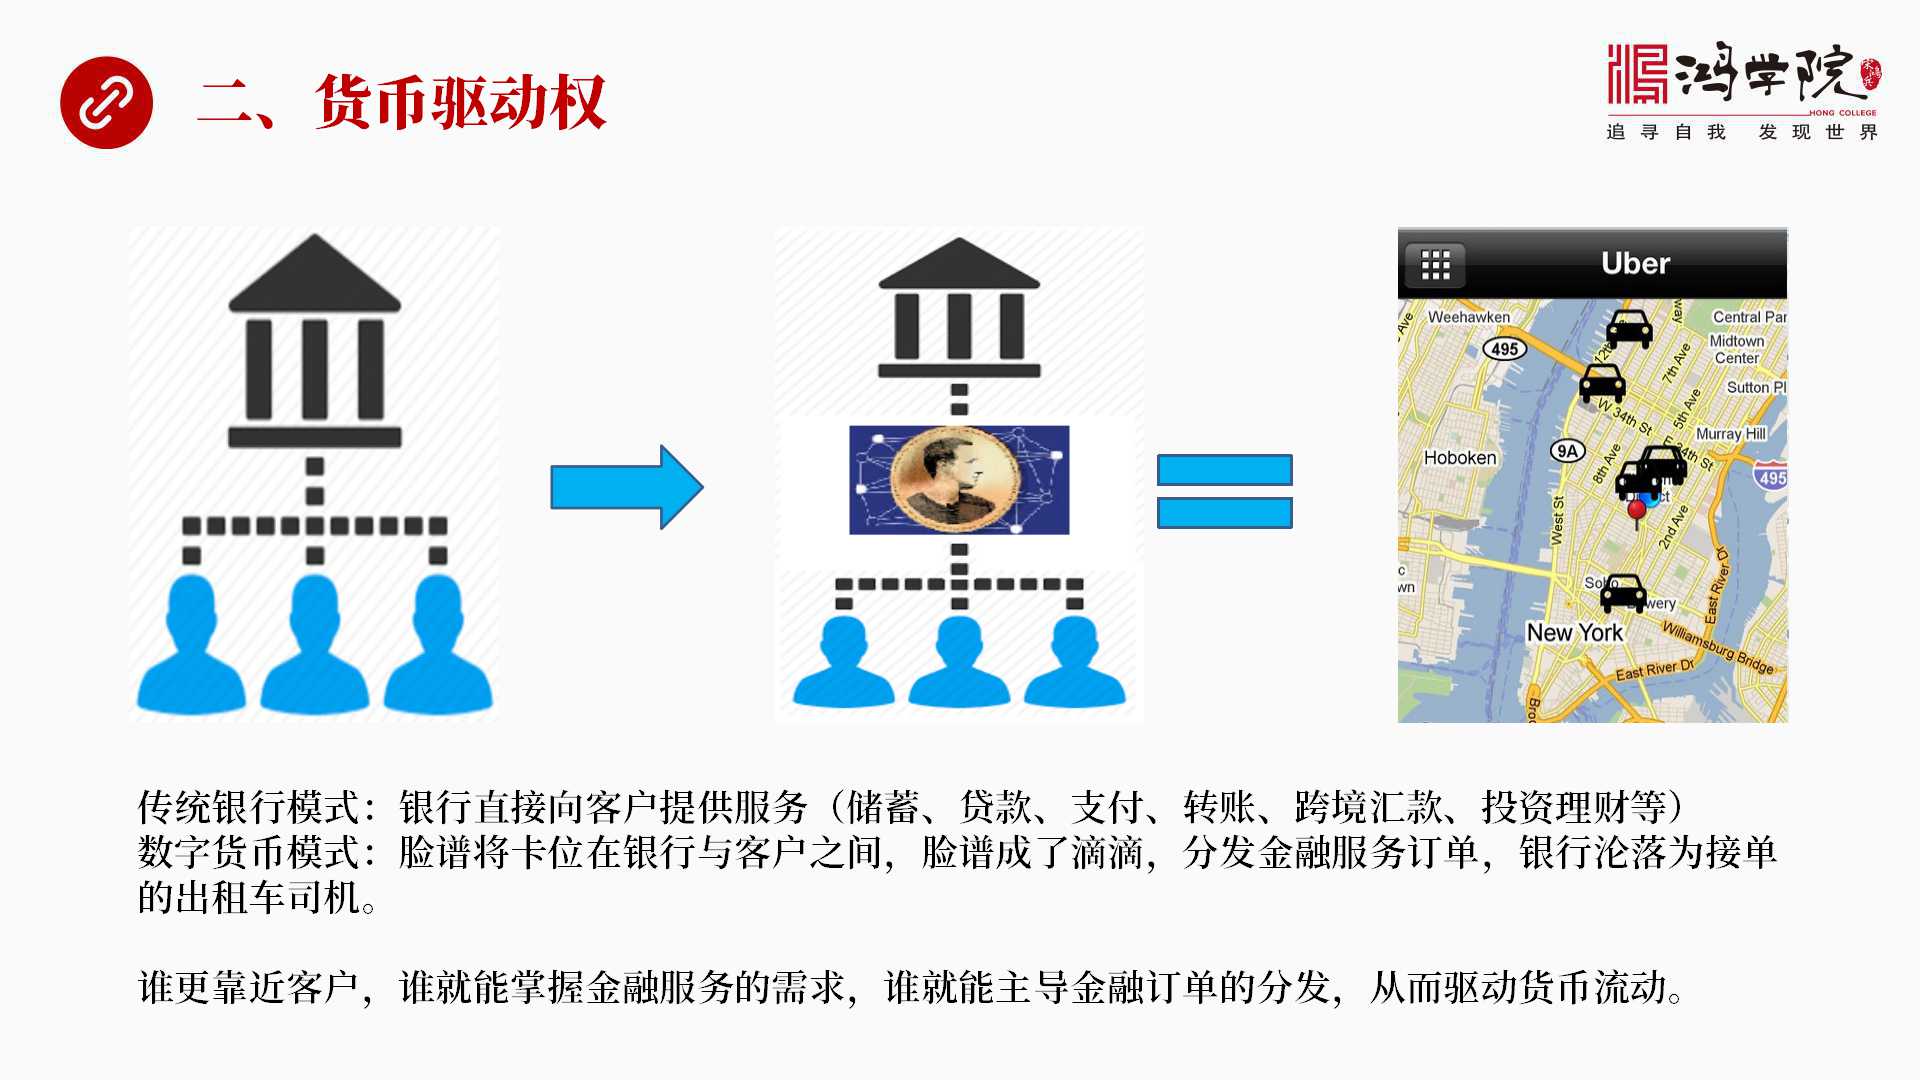 二、货币驱动权
鸿学院
宋鸿兵
HONG COLLEGE
追寻自我 发现世界
Uber
Weehawken
Central Par
Midtown
Center
495
12th
7th Ave
Sutton Pl
W 34th St
5th Ave
Murray Hill
9A
Hoboken
8th Ave
E 34th St
495
West St
2nd Ave
Soho
Bowery
East River Dr
New York
Williamsburg Bridge
East River Dr
传统银行模式：银行直接向客户提供服务（储蓄、贷款、支付、转账、跨境汇款、投资理财等）
数字货币模式：脸谱将卡位在银行与客户之间，脸谱成了滴滴，分发金融服务订单，银行沦落为接单
的出租车司机。
谁更靠近客户，谁就能掌握金融服务的需求，谁就能主导金融订单的分发，从而驱动货币流动。